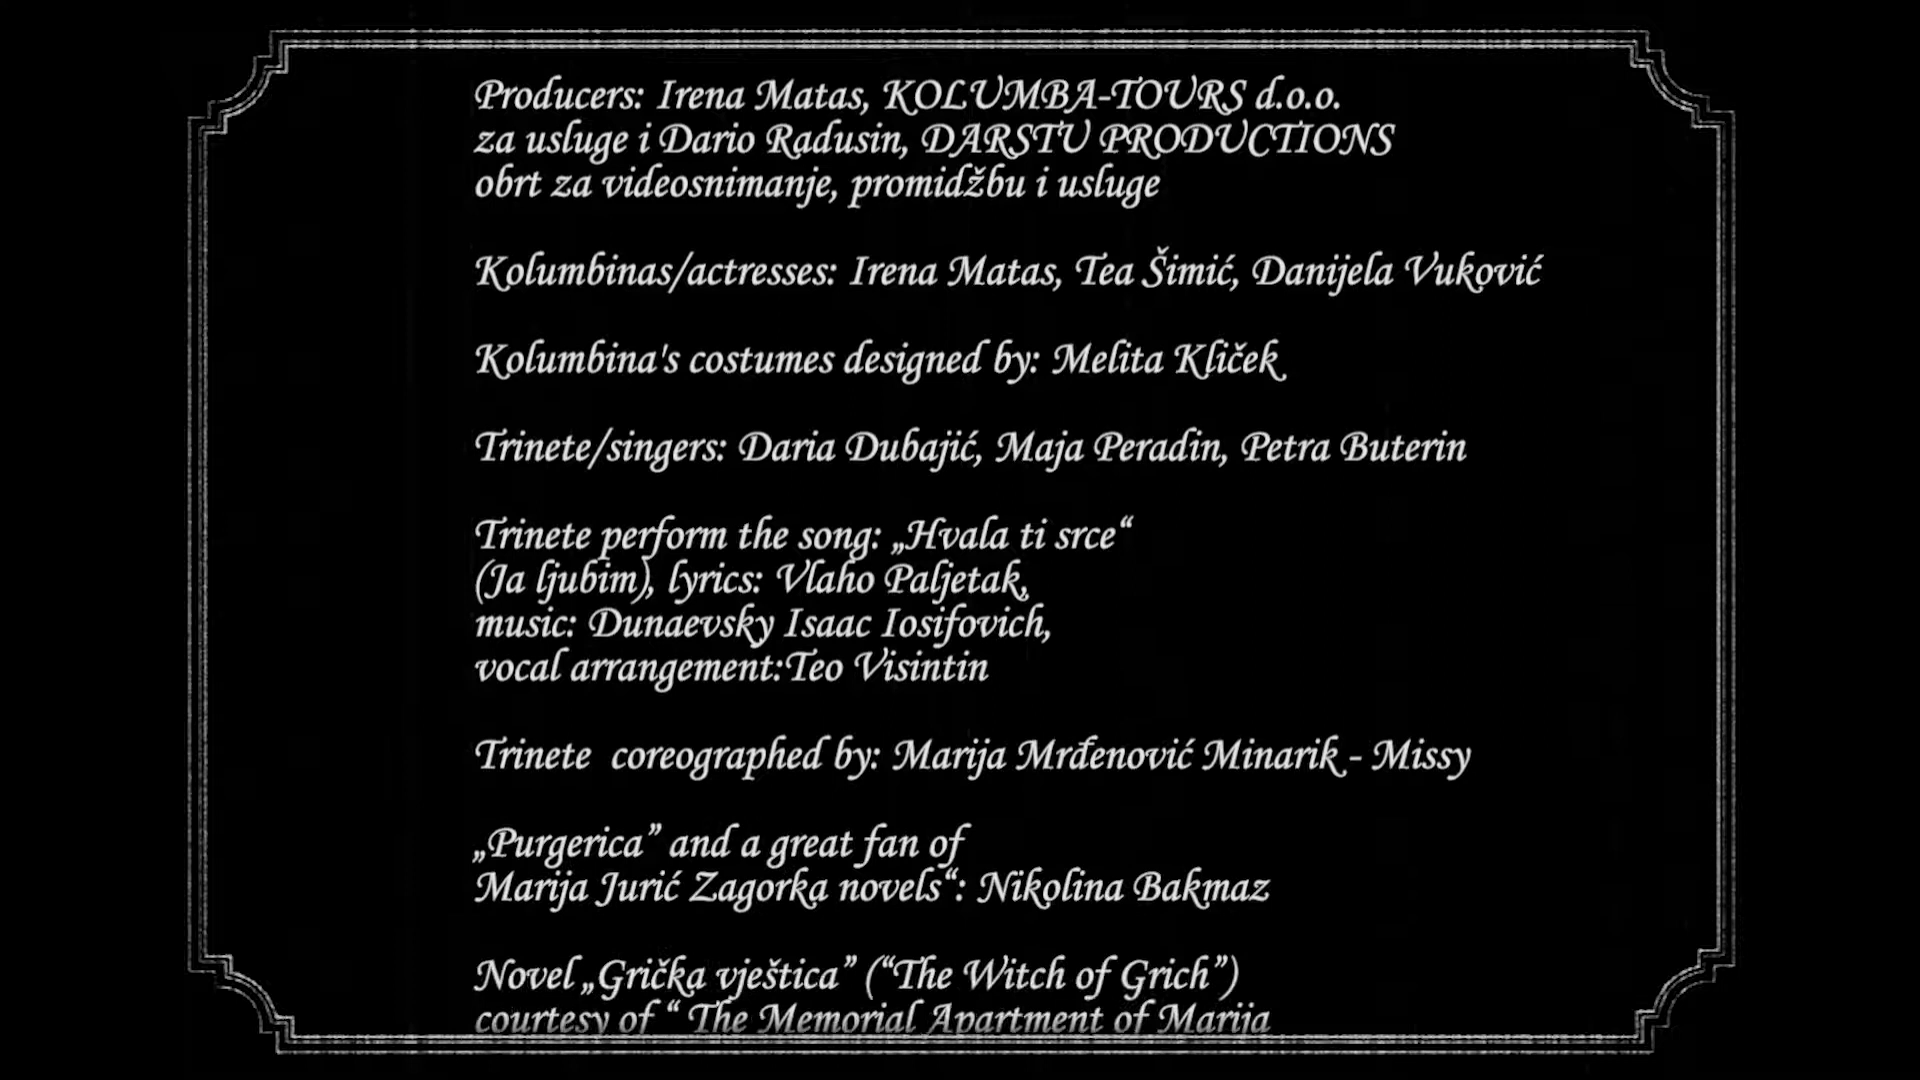 Producers: Irena Matas, KOLUMBA-TOURS d.o.o.
za usluge i Dario Radusin, DARSTU PRODUCTIONS
obrt za videosnimanje, promidžbu i usluge
Kolumbinas/actresses: Irena Matas, Tea Šimić, Danijela Vuković
Kolumbina's costumes designed by: Melita Kliček
Trinete/singers: Daria Dubajić, Maja Peradin, Petra Buterin
Trinete perform the song: „Hvala ti srce“
(Ja ljubim), lyrics: Vlaho Paljetak,
music: Dunaevsky Isaac Iosifovich,
vocal arrangement:Teo Visintin
Trinete  coreographed by: Marija Mrđenović Minarik - Missy
„Purgerica” and a great fan of
Marija Jurić Zagorka novels“: Nikolina Bakmaz
Novel „Grička vještica” (“The Witch of Grich”)
courtesy of “ The Memorial Apartment of Marija